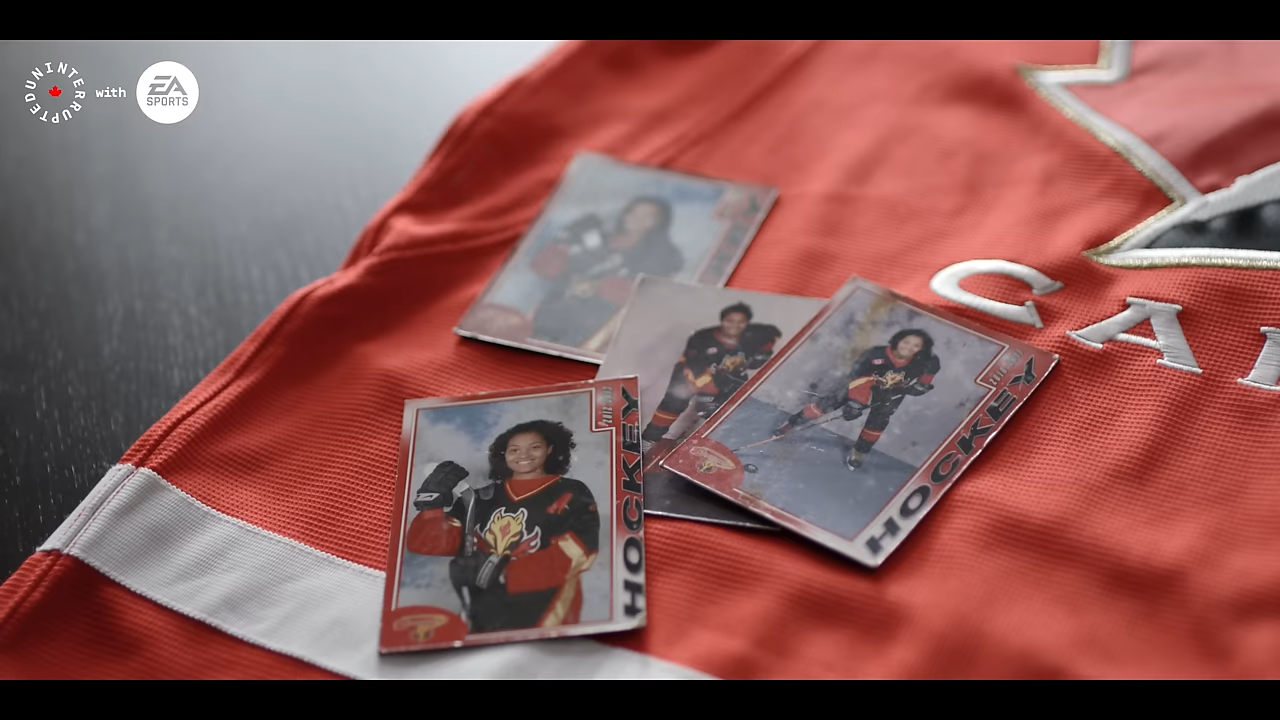 UNINTERRUPTED
with
EA
SPORTS
CA
HOCKEY
HOCKEY